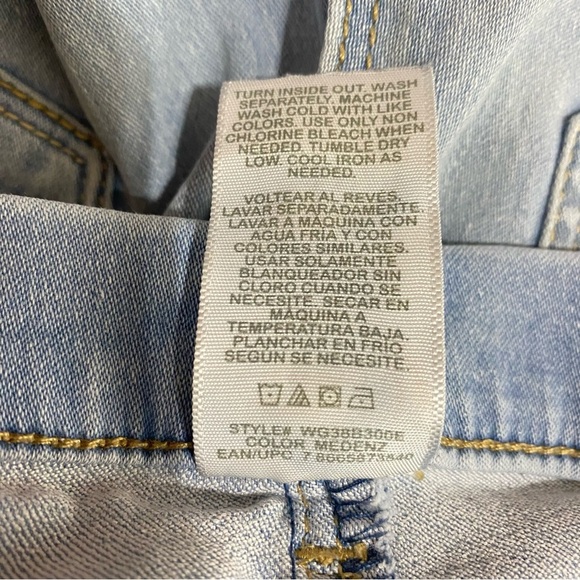 TURN INSIDE OUT. WASH
SEPARATELY. MACHINE
WASH COLD WITH LIKE
COLORS. USE ONLY NON
CHLORINE BLEACH WHEN
NEEDED. TUMBLE DRY
LOW. COOL IRON AS
NEEDED.
VOLTEAR AL REVES.
LAVAR SEPARADAMENTE.
LAVAR A MAQUINA CON
AGUA FRIA Y CON
COLORES SIMILARES.
USAR SOLAMENTE
BLANQUEADOR SIN
CLORO CUANDO SE
NECESITE. SECAR EN
MAQUINA A
TEMPERATURA BAJA.
PLANCHAR EN FRIO
SEGUN SE NECESITE.
STYLE# WG38B300E
COLOR MEDLT
EAN/UPC